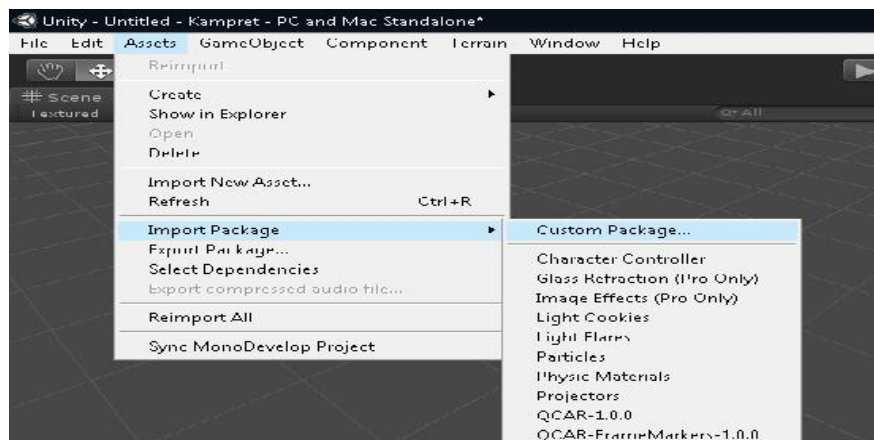 Unity - Untitled - Kampret - PC and Mac Standalone*
File Edit Assets GameObject Component Terrain Window Help
Reimport
# Scene
Textured
All
Create
Show in Explorer
Open
Delete
Import New Asset...
Refresh Ctrl+R
Import Package
Export Package...
Select Dependencies
Export compressed audio file...
Reimport All
Sync MonoDevelop Project
Custom Package...
Character Controller
Glass Refraction (Pro Only)
Image Effects (Pro Only)
Light Cookies
Light Flares
Particles
Physic Materials
Projectors
QCAR-1.0.0
QCAR-FrameMarkers-1.0.0